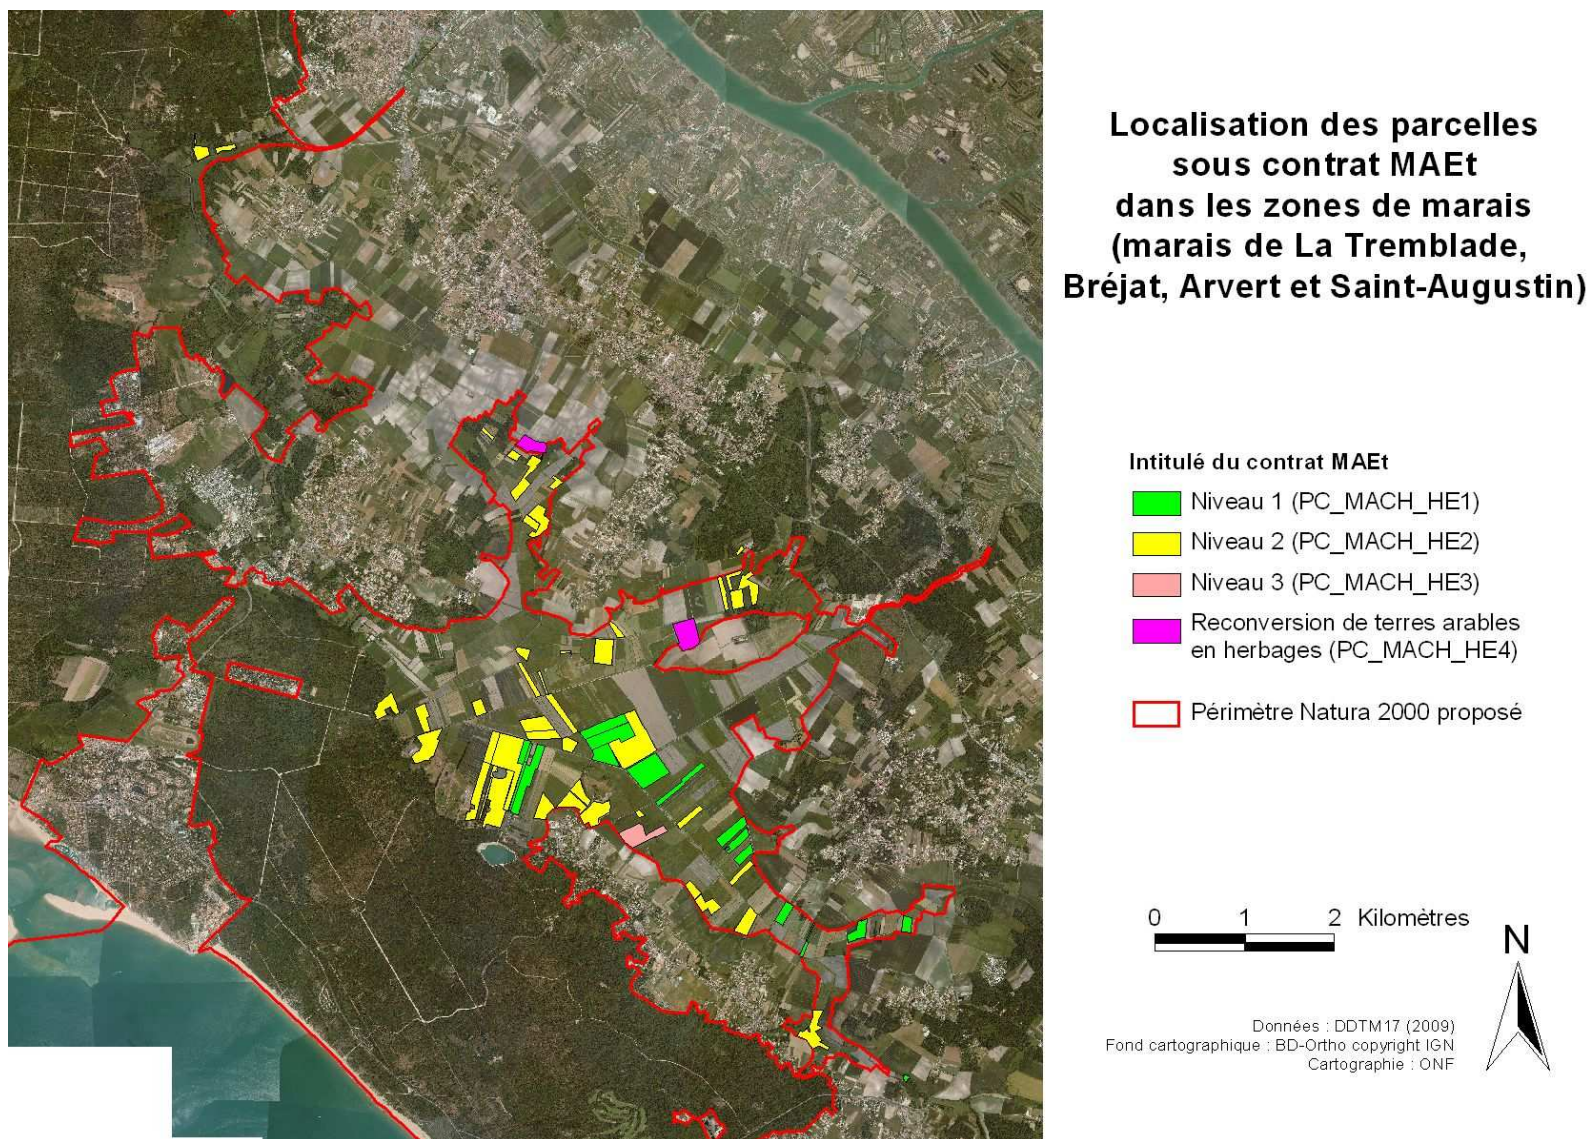 Localisation des parcelles
sous contrat MAEt
dans les zones de marais
(marais de La Tremblade,
Bréjat, Arvert et Saint-Augustin)
Intitulé du contrat MAEt
Niveau 1 (PC_MACH_HE1)
Niveau 2 (PC_MACH_HE2)
Niveau 3 (PC_MACH_HE3)
Reconversion de terres arables
en herbages (PC_MACH_HE4)
Périmètre Natura 2000 proposé
0 1 2 Kilomètres
N
Données : DDTM17 (2009)
Fond cartographique : BD-Ortho copyright IGN
Cartographie : ONF